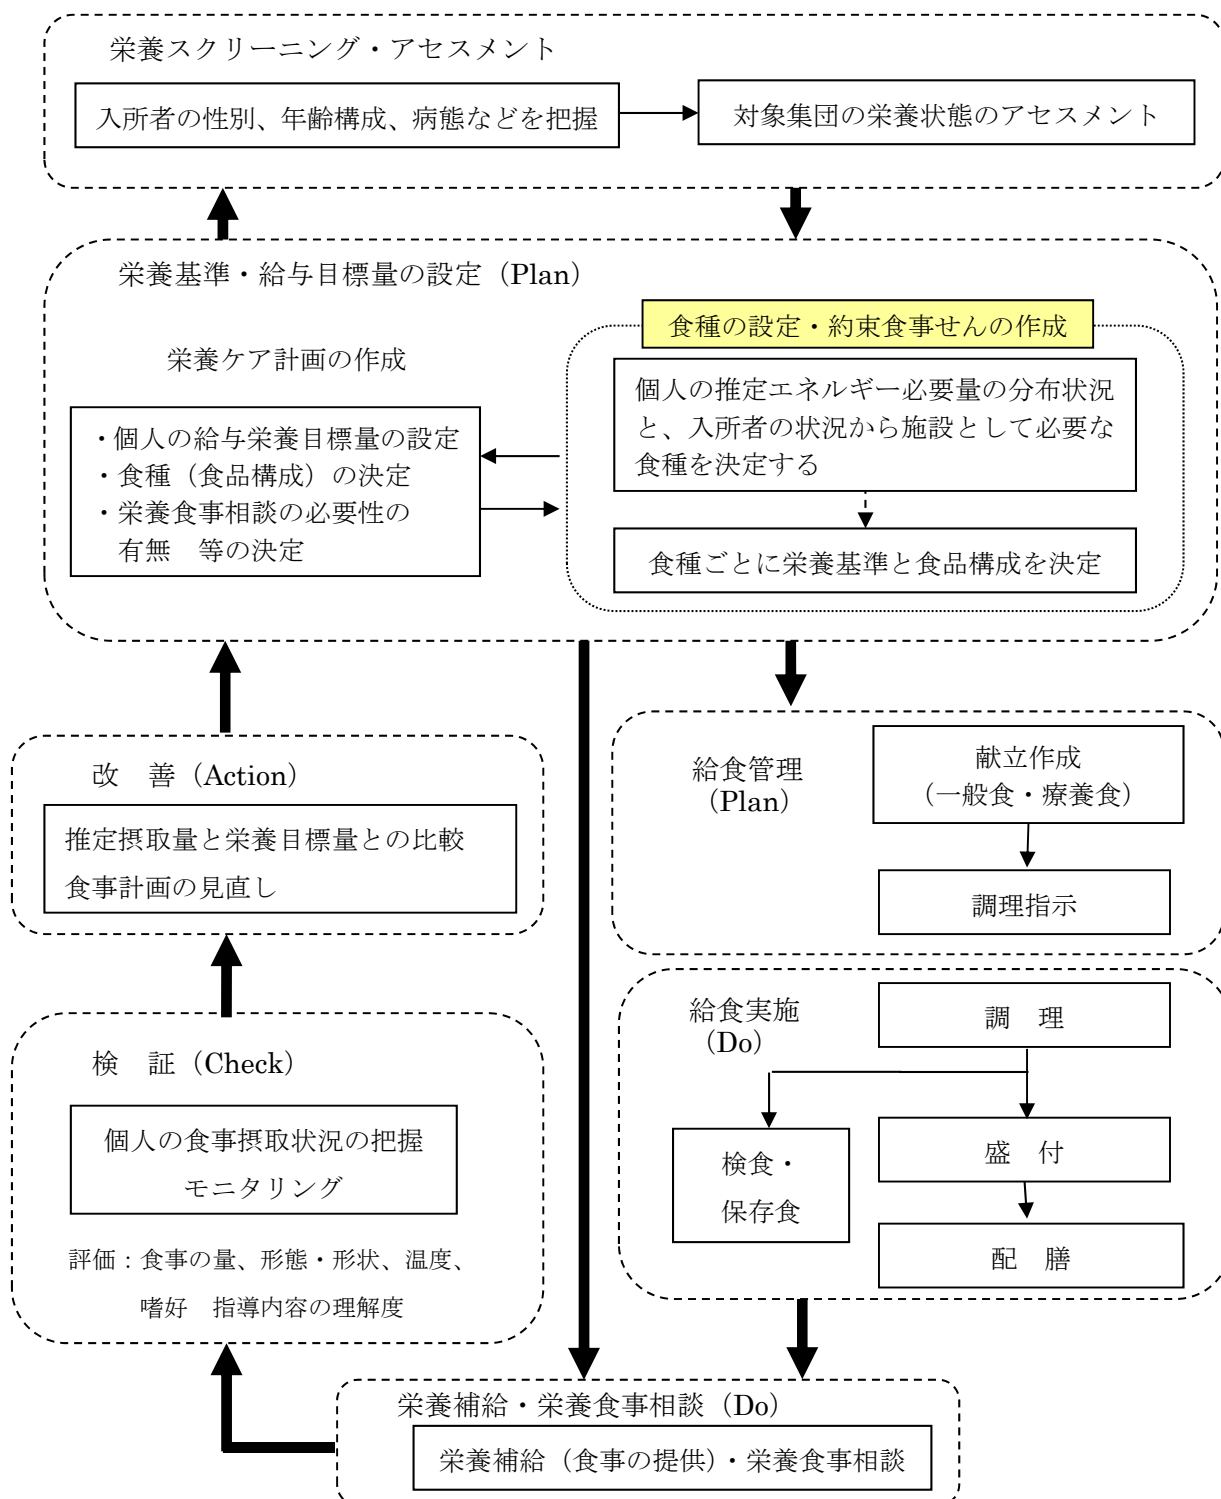 栄養スクリーニング・アセスメント
入所者の性別、年齢構成、病態などを把握
対象集団の栄養状態のアセスメント
栄養基準・給与目標量の設定（Plan）
食種の設定・約束食事せんの作成
栄養ケア計画の作成
・個人の給与栄養目標量の設定
・食種（食品構成）の決定
・栄養食事相談の必要性の
有無　等の決定
個人の推定エネルギー必要量の分布状況
と、入所者の状況から施設として必要な
食種を決定する
食種ごとに栄養基準と食品構成を決定
改　善（Action）
推定摂取量と栄養目標量との比較
食事計画の見直し
給食管理
（Plan）
献立作成
（一般食・療養食）
調理指示
給食実施
（Do）
調　理
検食・
保存食
盛　付
配　膳
検　証（Check）
個人の食事摂取状況の把握
モニタリング
評価：食事の量、形態・形状、温度、
嗜好　指導内容の理解度
栄養補給・栄養食事相談（Do）
栄養補給（食事の提供）・栄養食事相談